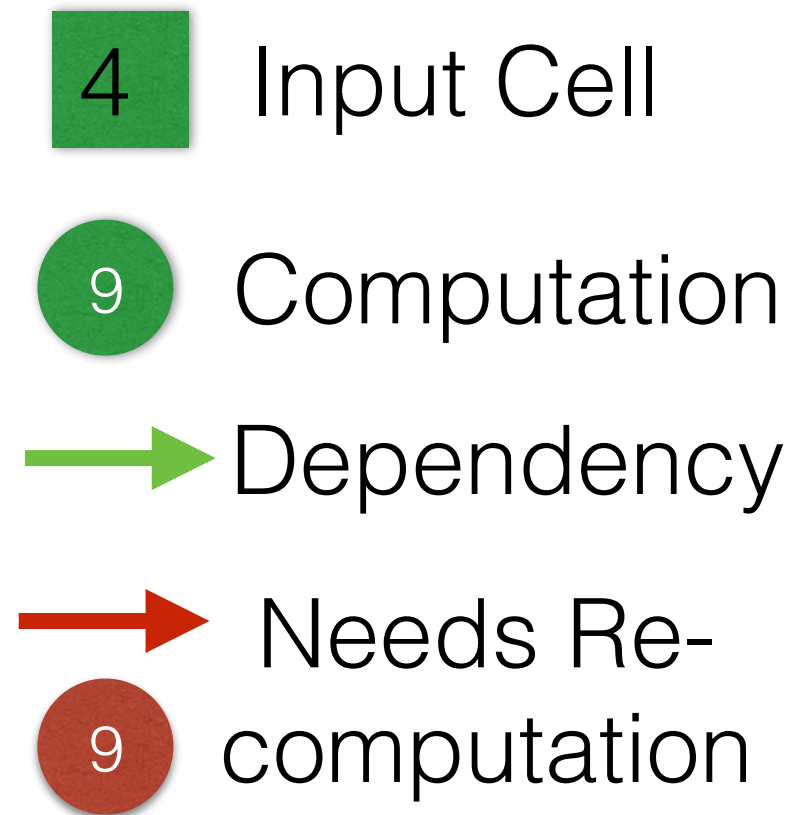 4 Input Cell
9 Computation
Dependency
Needs Re-
9 computation